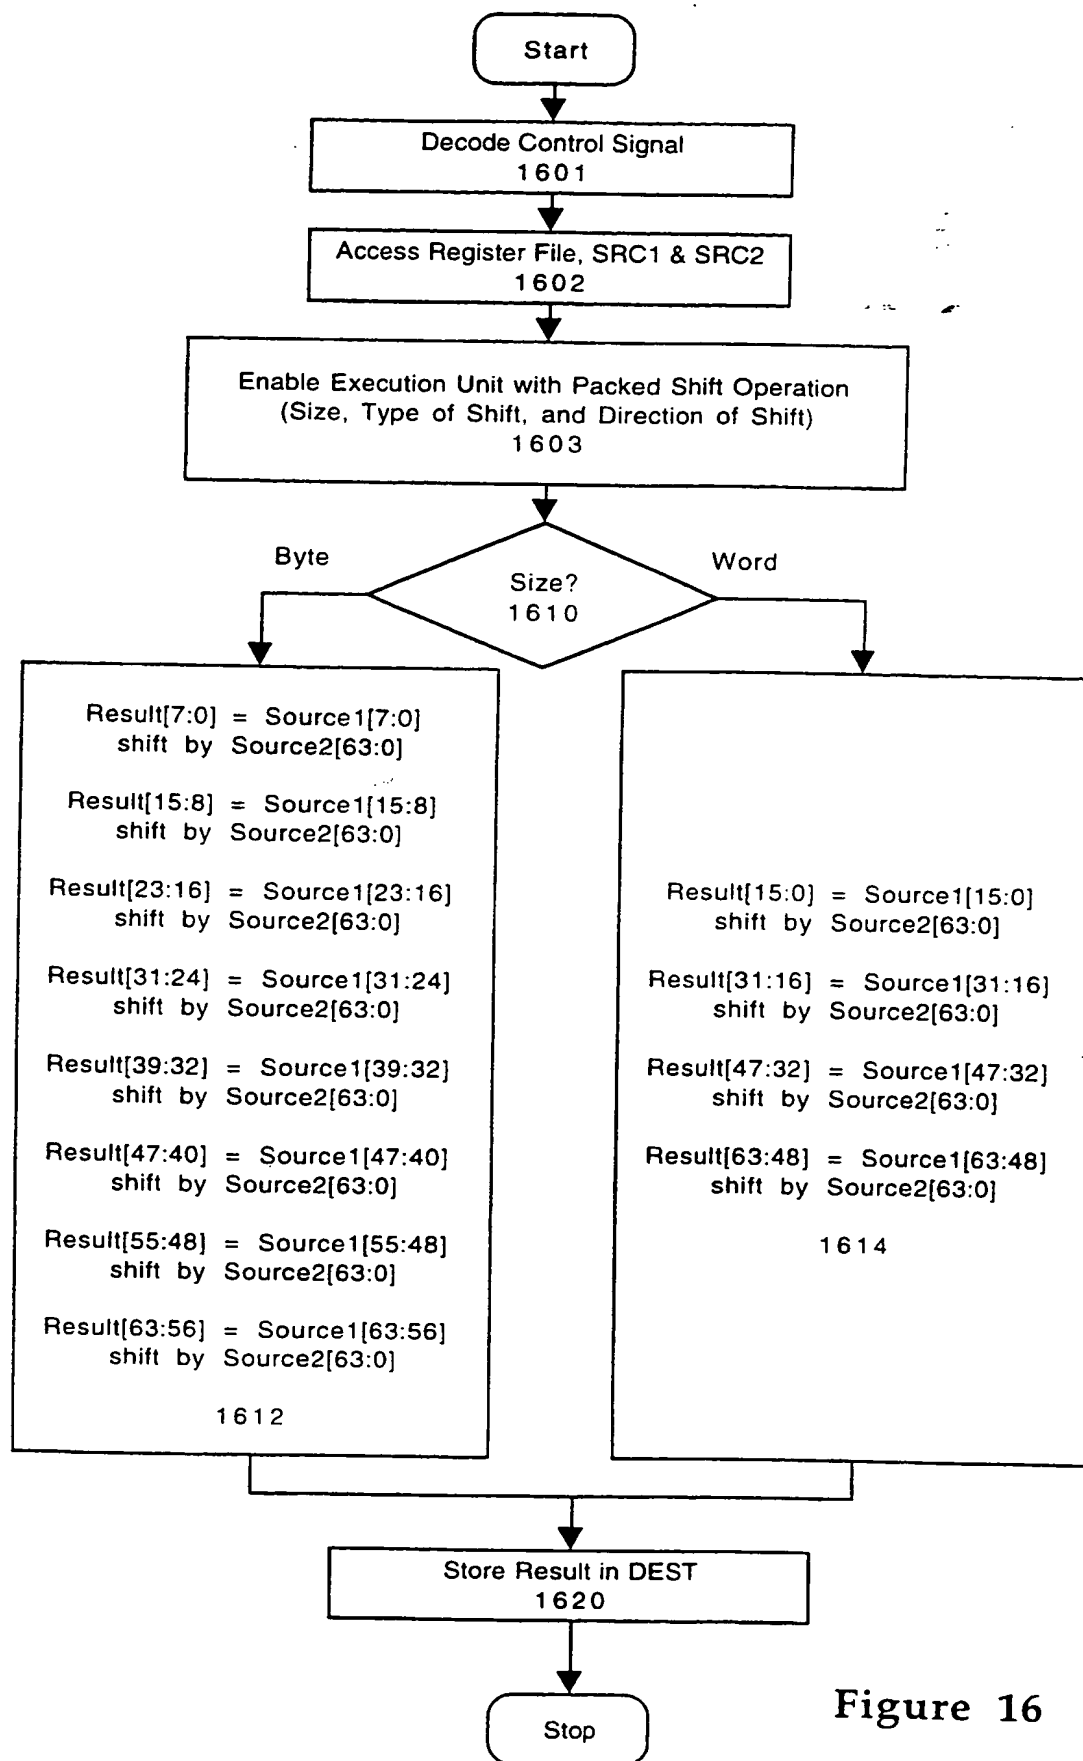 Start
Decode Control Signal
1601
Access Register File, SRC1 & SRC2
1602
Enable Execution Unit with Packed Shift Operation
(Size, Type of Shift, and Direction of Shift)
1603
Byte
Word
Size?
1610
Result[7:0] = Source1[7:0]
shift by Source2[63:0]
Result[15:8] = Source1[15:8]
shift by Source2[63:0]
Result[23:16] = Source1[23:16]
shift by Source2[63:0]
Result[31:24] = Source1[31:24]
shift by Source2[63:0]
Result[39:32] = Source1[39:32]
shift by Source2[63:0]
Result[47:40] = Source1[47:40]
shift by Source2[63:0]
Result[55:48] = Source1[55:48]
shift by Source2[63:0]
Result[63:56] = Source1[63:56]
shift by Source2[63:0]
1612
Result[15:0] = Source1[15:0]
shift by Source2[63:0]
Result[31:16] = Source1[31:16]
shift by Source2[63:0]
Result[47:32] = Source1[47:32]
shift by Source2[63:0]
Result[63:48] = Source1[63:48]
shift by Source2[63:0]
1614
Store Result in DEST
1620
Stop
Figure 16